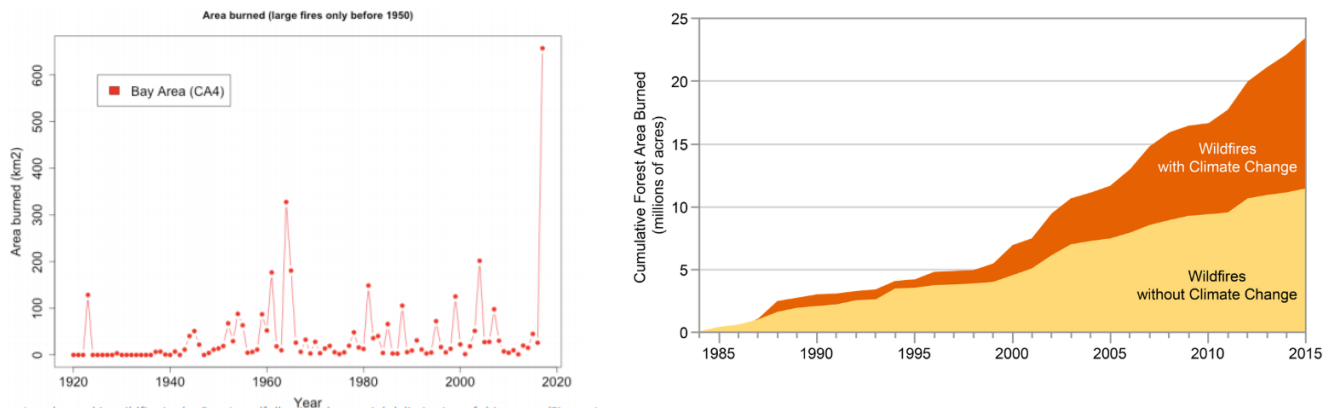 Area burned (large fires only before 1950)
Area burned (km2)
600
500
400
300
200
100
0
Bay Area (CA4)
1920
1940
1960
1980
2000
2020
Year
Cumulative Forest Area Burned
(millions of acres)
25
20
15
10
5
0
Wildfires
with Climate Change
Wildfires
without Climate Change
1985
1990
1995
2000
2005
2010
2015